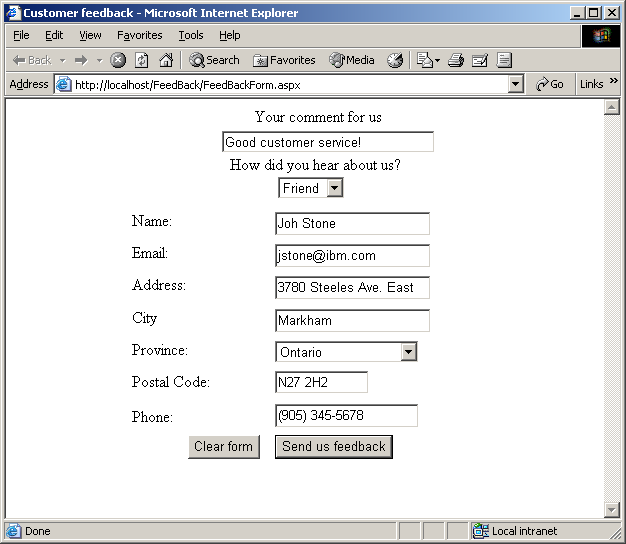 Customer feedback - Microsoft Internet Explorer
File Edit View Favorites Tools Help
Back Search Favorites Media
Address http://localhost/FeedBack/FeedBackForm.aspx Go Links »
Your comment for us
Good customer service!
How did you hear about us?
Friend
Name: Joh Stone
Email: jstone@ibm.com
Address: 3780 Steeles Ave. East
City Markham
Province: Ontario
Postal Code: N27 2H2
Phone: (905) 345-5678
Clear form Send us feedback
Done Local intranet